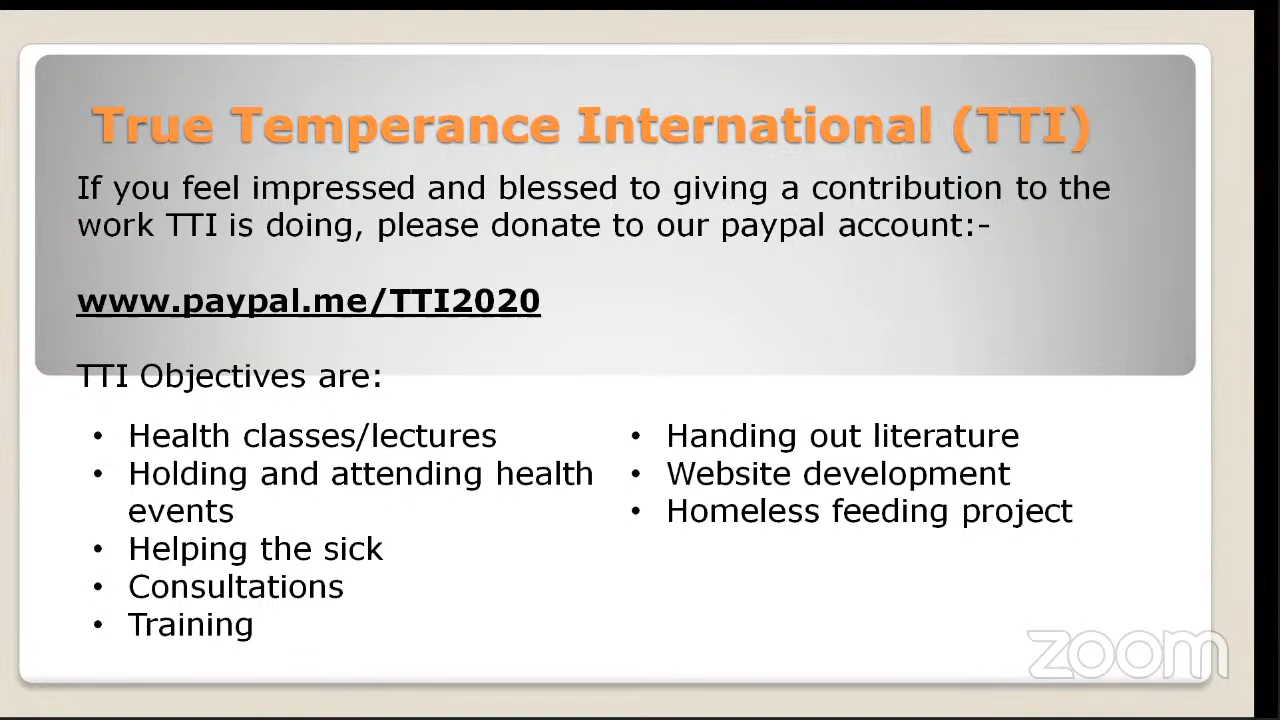 True Temperance International (TTI)
If you feel impressed and blessed to giving a contribution to the
work TTI is doing, please donate to our paypal account:-
www.paypal.me/TTI2020
TTI Objectives are:
• Health classes/lectures
• Holding and attending health
events
• Helping the sick
• Consultations
• Training
• Handing out literature
• Website development
• Homeless feeding project
zoom